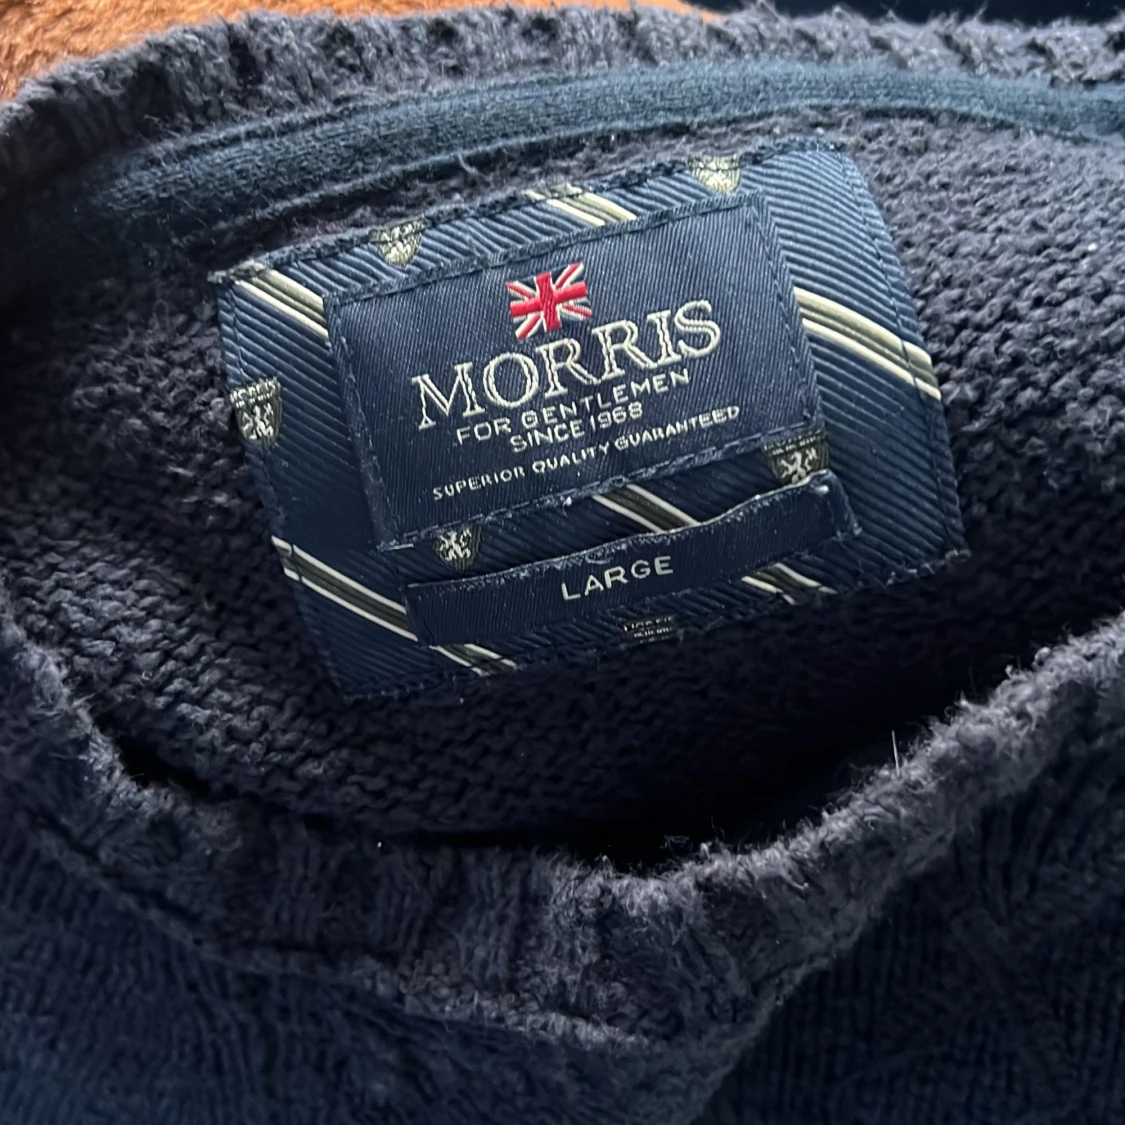 MORRIS
FOR GENTLEMEN
SINCE 1968
SUPERIOR QUALITY GUARANTEED
LARGE